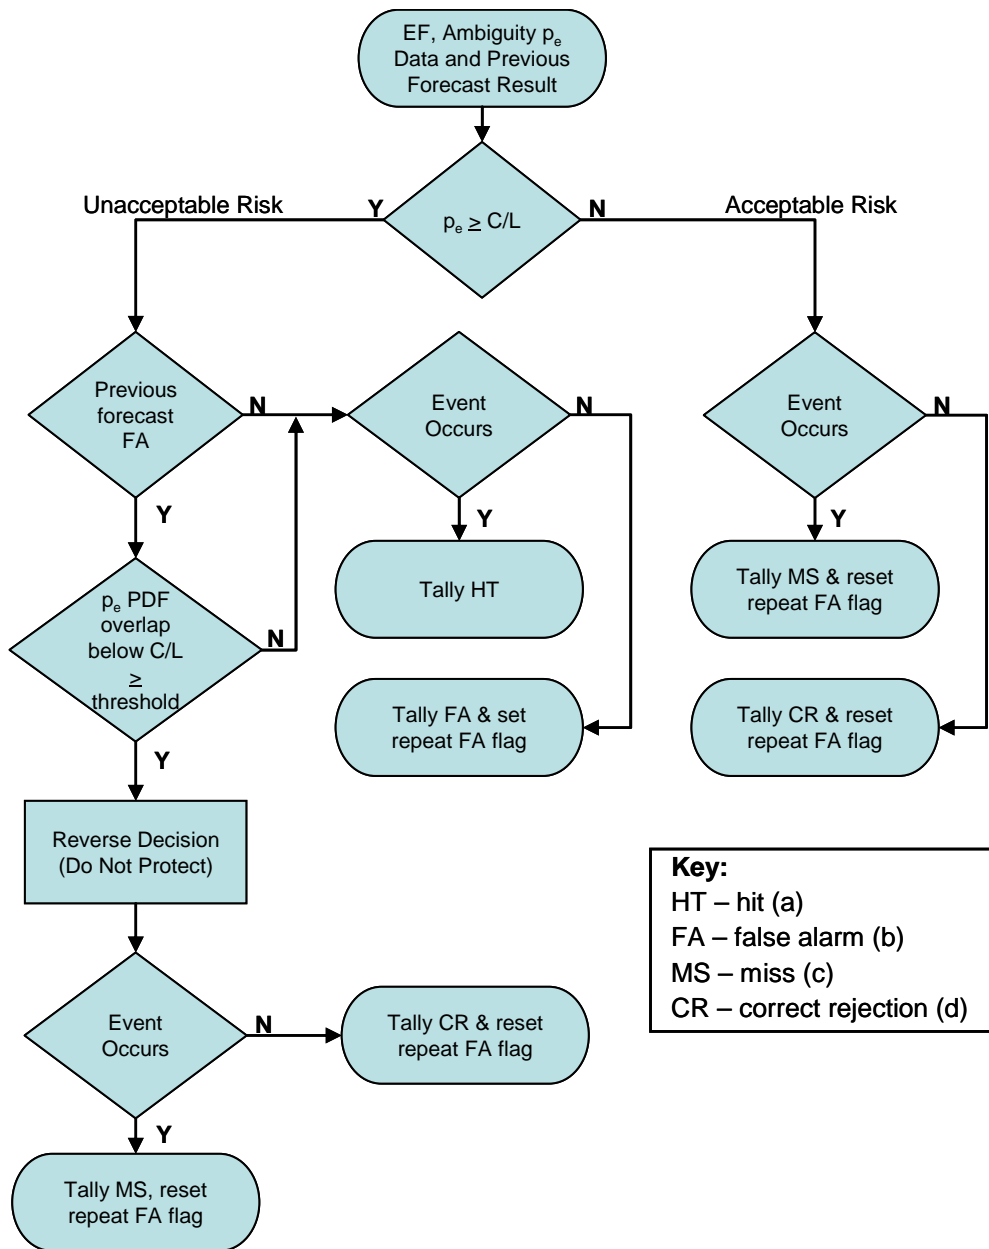 EF, Ambiguity pe
Data and Previous
Forecast Result
Unacceptable Risk
Y
pe ≥ C/L
N
Acceptable Risk
Previous
forecast
FA
N
Event
Occurs
N
Event
Occurs
N
Y
Y
Y
pe PDF
overlap
below C/L
≥
threshold
N
Tally HT
Tally MS & reset
repeat FA flag
Tally FA & set
repeat FA flag
Tally CR & reset
repeat FA flag
Y
Reverse Decision
(Do Not Protect)
Key:
HT – hit (a)
FA – false alarm (b)
MS – miss (c)
CR – correct rejection (d)
Event
Occurs
N
Tally CR & reset
repeat FA flag
Y
Tally MS, reset
repeat FA flag